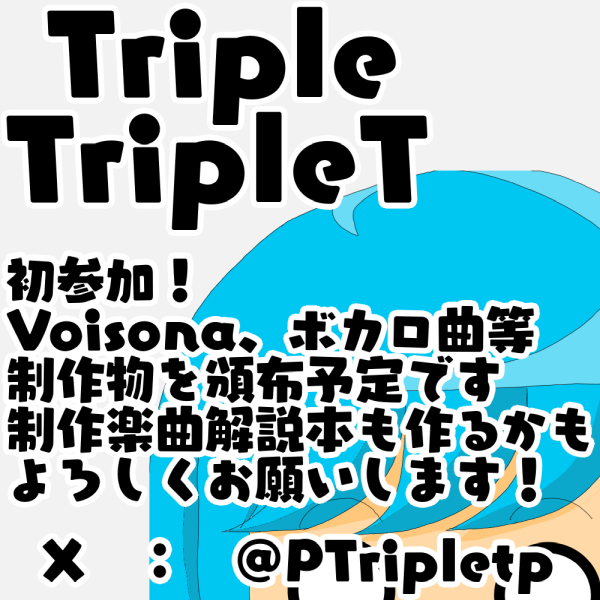 Triple
TripleT
初参加！
Voisona、ボカロ曲等
制作物を頒布予定です
制作楽曲解説本も作るかも
よろしくお願いします！
X : @PTripletp